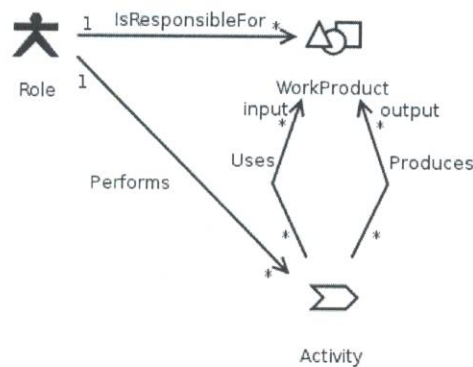 1 IsResponsibleFor *
1
Role
WorkProduct
input output
* *
Uses Produces
Performs
* *
*
Activity